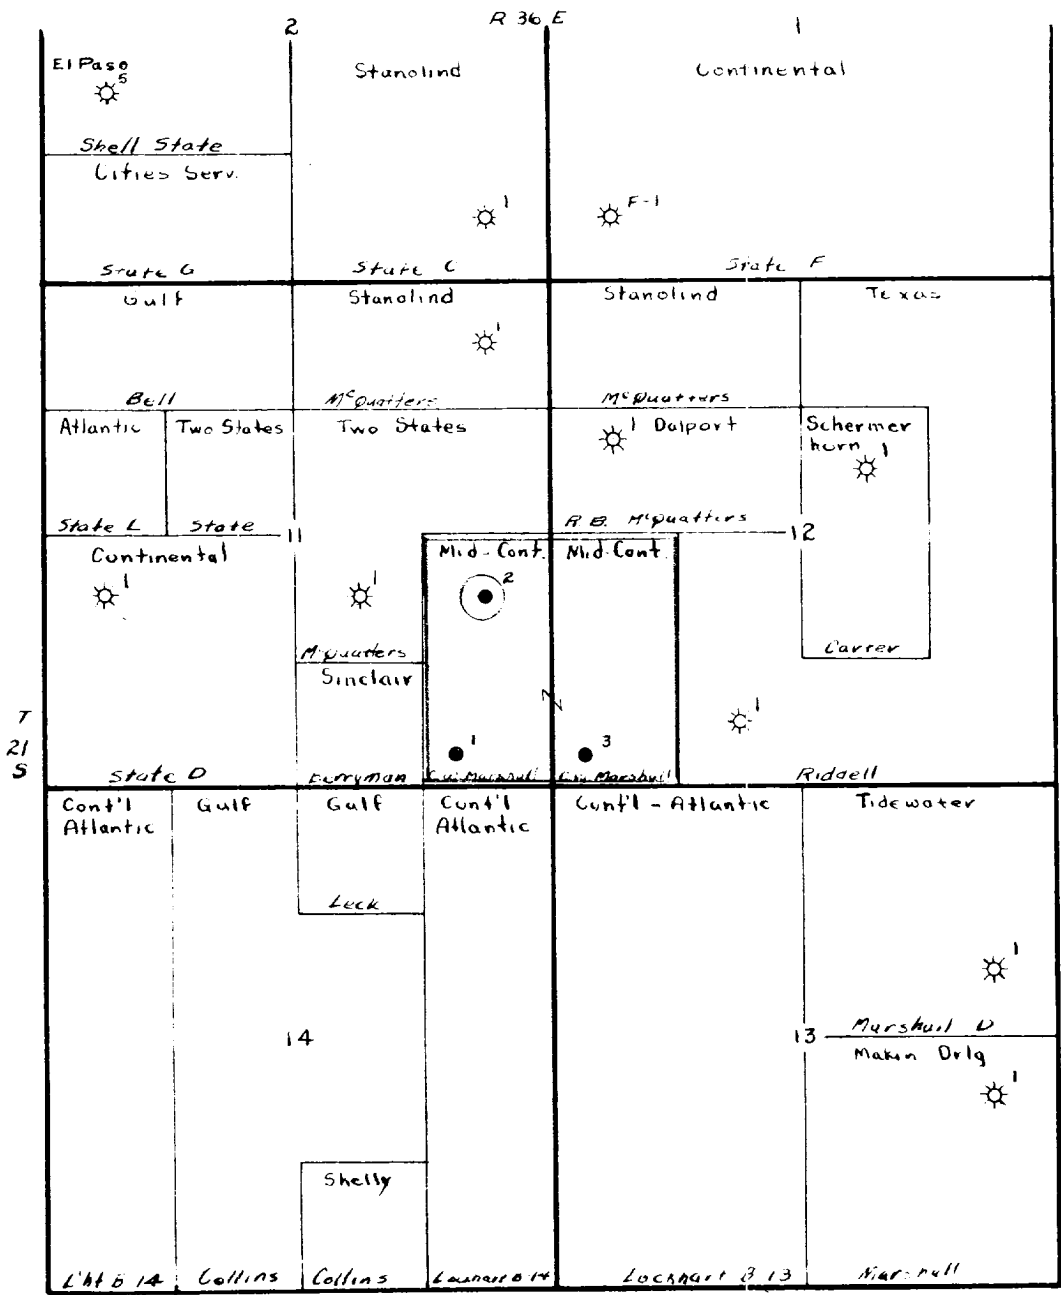 R 36 E
2
1
El Paso
5
Stanolind
Continental
Shell State
Cities Serv.
1
F-1
State G
State C
State F
Gulf
Stanolind
Stanolind
Texas
1
Bell
McQuatters
McQuatters
Atlantic
Two States
Two States
1 Dalport
Schermer
horn
1
State L
State
11
R. B. McQuatters
12
Continental
Mid-Cont.
Mid-Cont.
1
1
2
McQuatters
Sinclair
Carter
1
T
21
S
1
3
State D
Berryman
Marshall
Marshall
Riddell
Cont'l
Atlantic
Gulf
Gulf
Cont'l
Atlantic
Cont'l - Atlantic
Tidewater
Leck
1
14
13
Marshall D
Makin Drlg
1
Skelly
L'ht B 14
Collins
Collins
Lockhart B 14
Lockhart B 13
Marshall